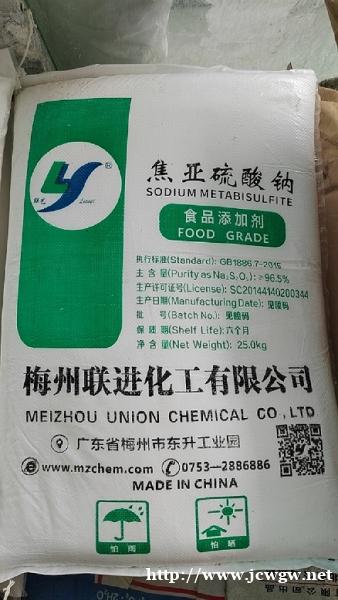 LY
®
联进
焦亚硫酸钠
SODIUM METABISULFITE
食品添加剂
FOOD GRADE
执行标准(Standard): GB1886.7-2015
主含量(Purity as Na₂S₂O₅): ≥96.5%
生产许可证号(License): SC20144140200344
生产日期(Manufacturing Date): 见喷码
批号(Batch No.): 见喷码
保质期(Shelf Life): 六个月
净含量(Net Weight): 25.0kg
梅州联进化工有限公司
MEIZHOU UNION CHEMICAL CO.,LTD
广东省梅州市东升工业园
www.mzchem.com 0753-2886886
MADE IN CHINA
怕雨 怕晒
http://www.jcwgw.net